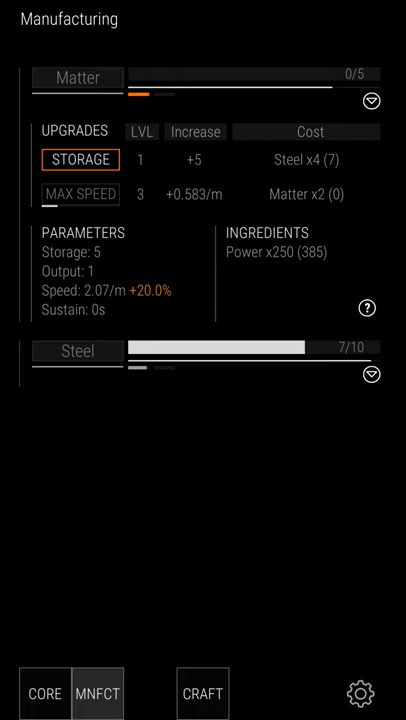 Manufacturing
Matter 0/5
UPGRADES LVL Increase Cost
STORAGE 1 +5 Steel x4 (7)
MAX SPEED 3 +0.583/m Matter x2 (0)
PARAMETERS
Storage: 5
Output: 1
Speed: 2.07/m +20.0%
Sustain: 0s
INGREDIENTS
Power x250 (385)
?
Steel 7/10
CORE MNFCT CRAFT